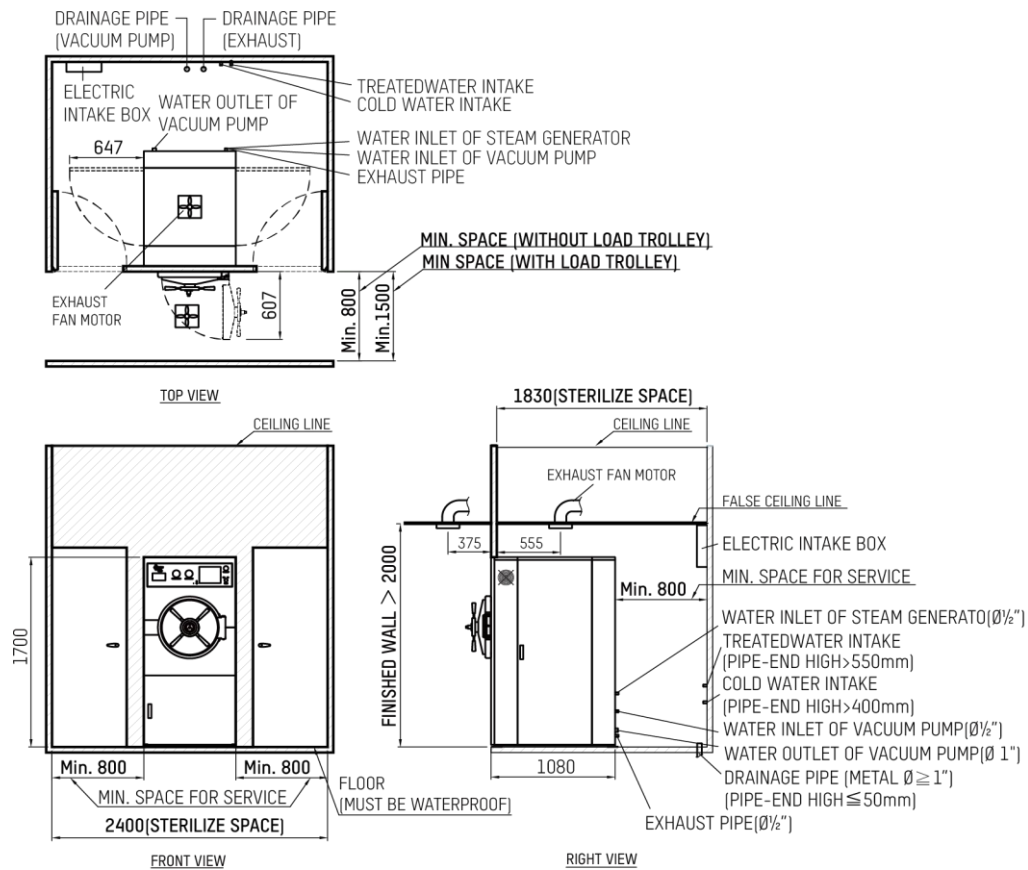 DRAINAGE PIPE
(VACUUM PUMP)
DRAINAGE PIPE
(EXHAUST)
ELECTRIC
INTAKE BOX
TREATEDWATER INTAKE
COLD WATER INTAKE
WATER OUTLET OF
VACUUM PUMP
WATER INLET OF STEAM GENERATOR
WATER INLET OF VACUUM PUMP
EXHAUST PIPE
647
MIN. SPACE (WITHOUT LOAD TROLLEY)
MIN SPACE (WITH LOAD TROLLEY)
EXHAUST
FAN MOTOR
607
Min. 800
Min.1500
TOP VIEW
CEILING LINE
1700
Min. 800
Min. 800
MIN. SPACE FOR SERVICE
2400(STERILIZE SPACE)
FLOOR
(MUST BE WATERPROOF)
FRONT VIEW
1830(STERILIZE SPACE)
CEILING LINE
EXHAUST FAN MOTOR
FALSE CEILING LINE
375
555
ELECTRIC INTAKE BOX
Min. 800
MIN. SPACE FOR SERVICE
FINISHED WALL > 2000
WATER INLET OF STEAM GENERATO(Ø½")
TREATEDWATER INTAKE
(PIPE-END HIGH>550mm)
COLD WATER INTAKE
(PIPE-END HIGH>400mm)
WATER INLET OF VACUUM PUMP(Ø½")
WATER OUTLET OF VACUUM PUMP(Ø 1")
1080
DRAINAGE PIPE (METAL Ø≧1")
(PIPE-END HIGH≦50mm)
EXHAUST PIPE(Ø½")
RIGHT VIEW